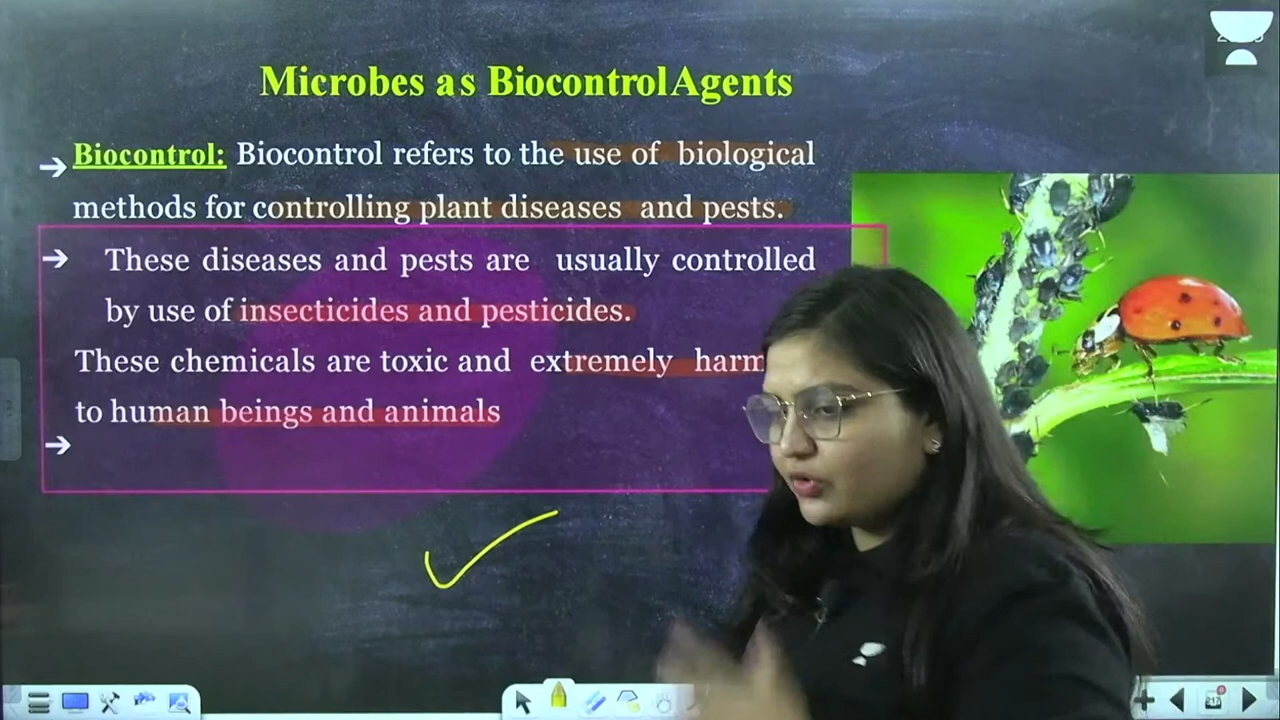 Microbes as Biocontrol Agents
→ Biocontrol: Biocontrol refers to the use of biological
methods for controlling plant diseases and pests.
→ These diseases and pests are usually controlled
by use of insecticides and pesticides.
These chemicals are toxic and extremely harm
to human beings and animals
→